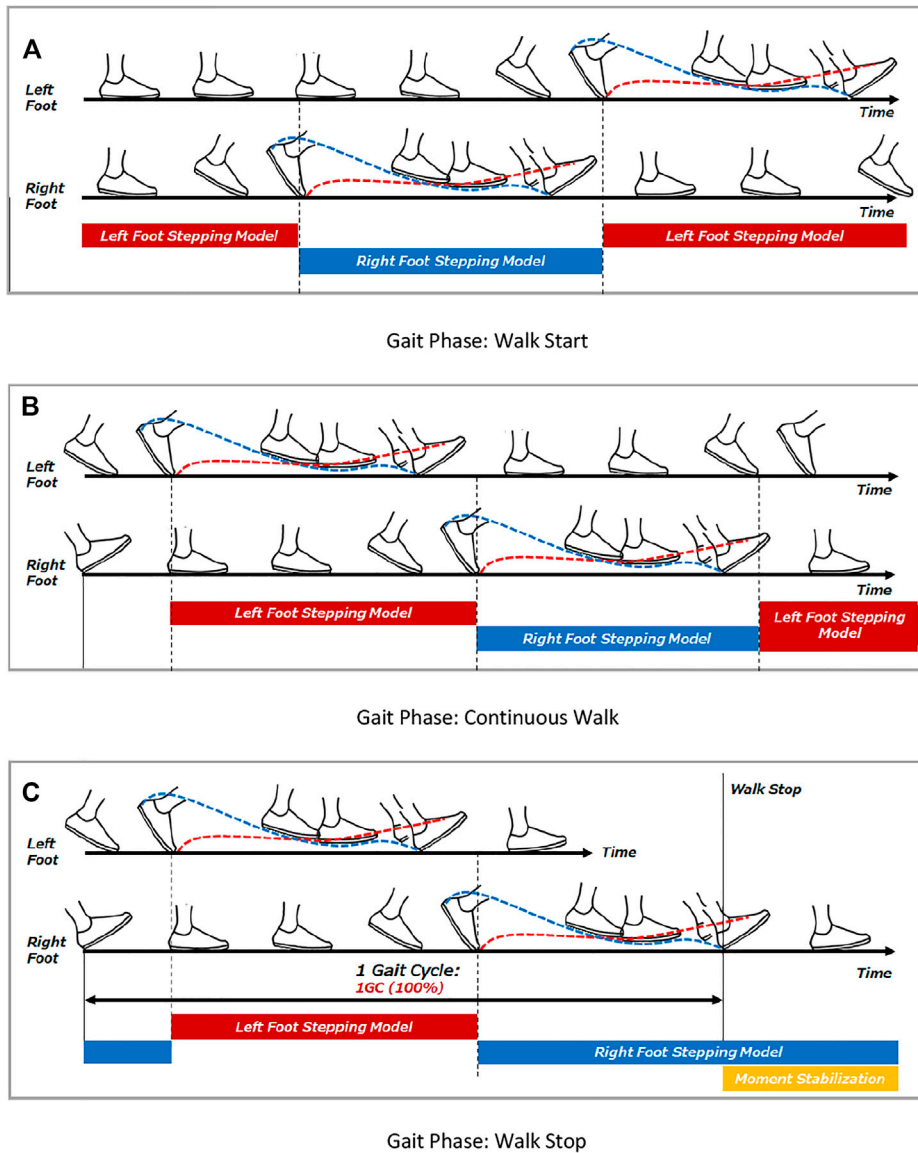 A
Left
Foot
Time
Right
Foot
Time
Left Foot Stepping Model
Left Foot Stepping Model
Right Foot Stepping Model
Gait Phase: Walk Start
B
Left
Foot
Time
Right
Foot
Time
Left Foot Stepping Model
Left Foot Stepping
Model
Right Foot Stepping Model
Gait Phase: Continuous Walk
C
Walk Stop
Left
Foot
Time
Right
Foot
Time
1 Gait Cycle:
1GC (100%)
Left Foot Stepping Model
Right Foot Stepping Model
Moment Stabilization
Gait Phase: Walk Stop